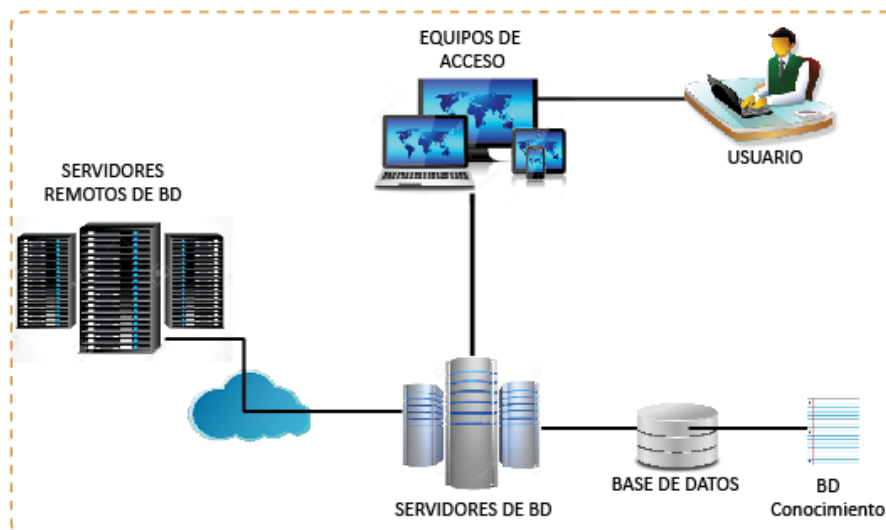 EQUIPOS DE
ACCESO
USUARIO
SERVIDORES
REMOTOS DE BD
SERVIDORES DE BD
BASE DE DATOS
BD
Conocimiento